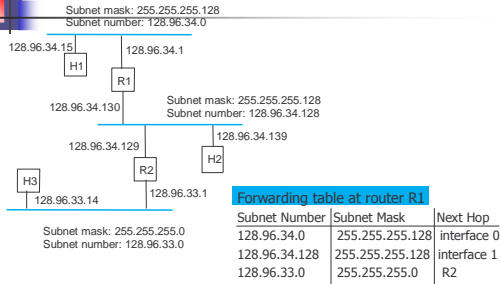 Subnet mask: 255.255.255.128
Subnet number: 128.96.34.0
128.96.34.15
128.96.34.1
H1
R1
Subnet mask: 255.255.255.128
Subnet number: 128.96.34.128
128.96.34.130
128.96.34.139
128.96.34.129
H2
R2
H3
128.96.33.14
128.96.33.1
Subnet mask: 255.255.255.0
Subnet number: 128.96.33.0
Forwarding table at router R1
Subnet Number Subnet Mask Next Hop
128.96.34.0 255.255.255.128 interface 0
128.96.34.128 255.255.255.128 interface 1
128.96.33.0 255.255.255.0 R2